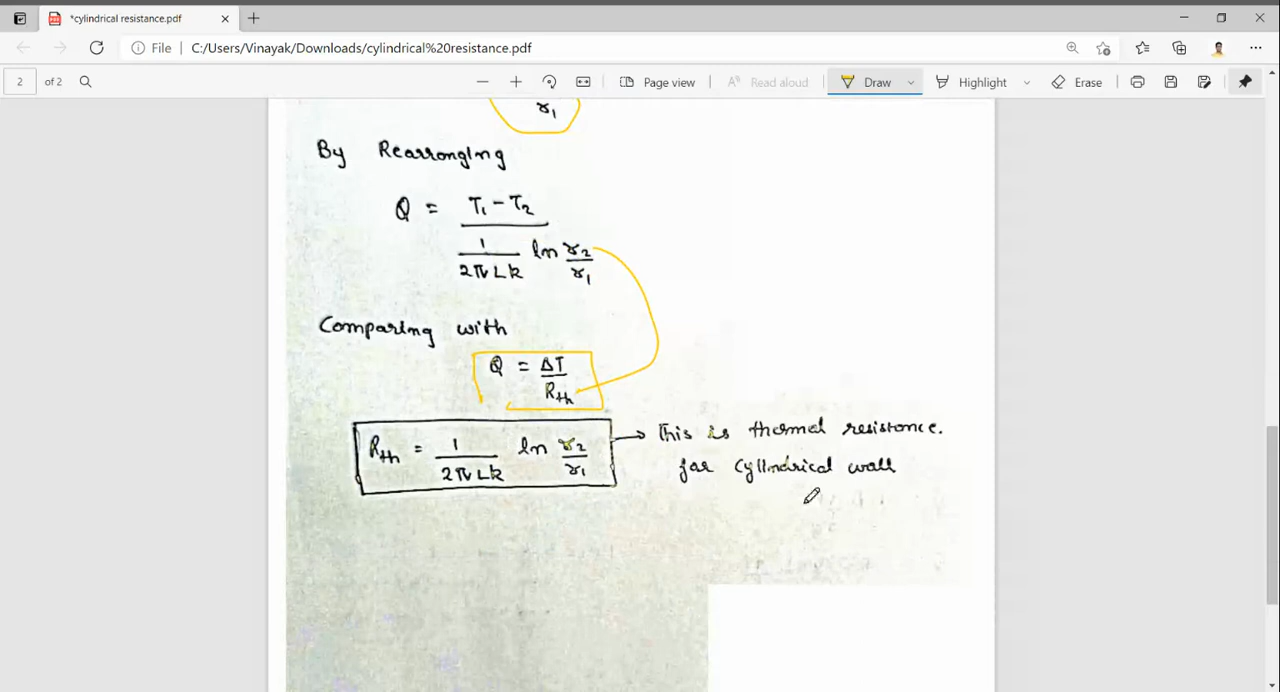 *cylindrical resistance.pdf
File | C:/Users/Vinayak/Downloads/cylindrical%20resistance.pdf
2 of 2 Page view Read aloud Draw Highlight Erase
r₁
By Rearronging
Q = T₁ - T₂
1/2πLk ln r₂/r₁
Comparing with
Q = ΔT/Rth
Rth = 1/2πLk ln r₂/r₁ → This is thermal resistance.
for Cylindrical wall